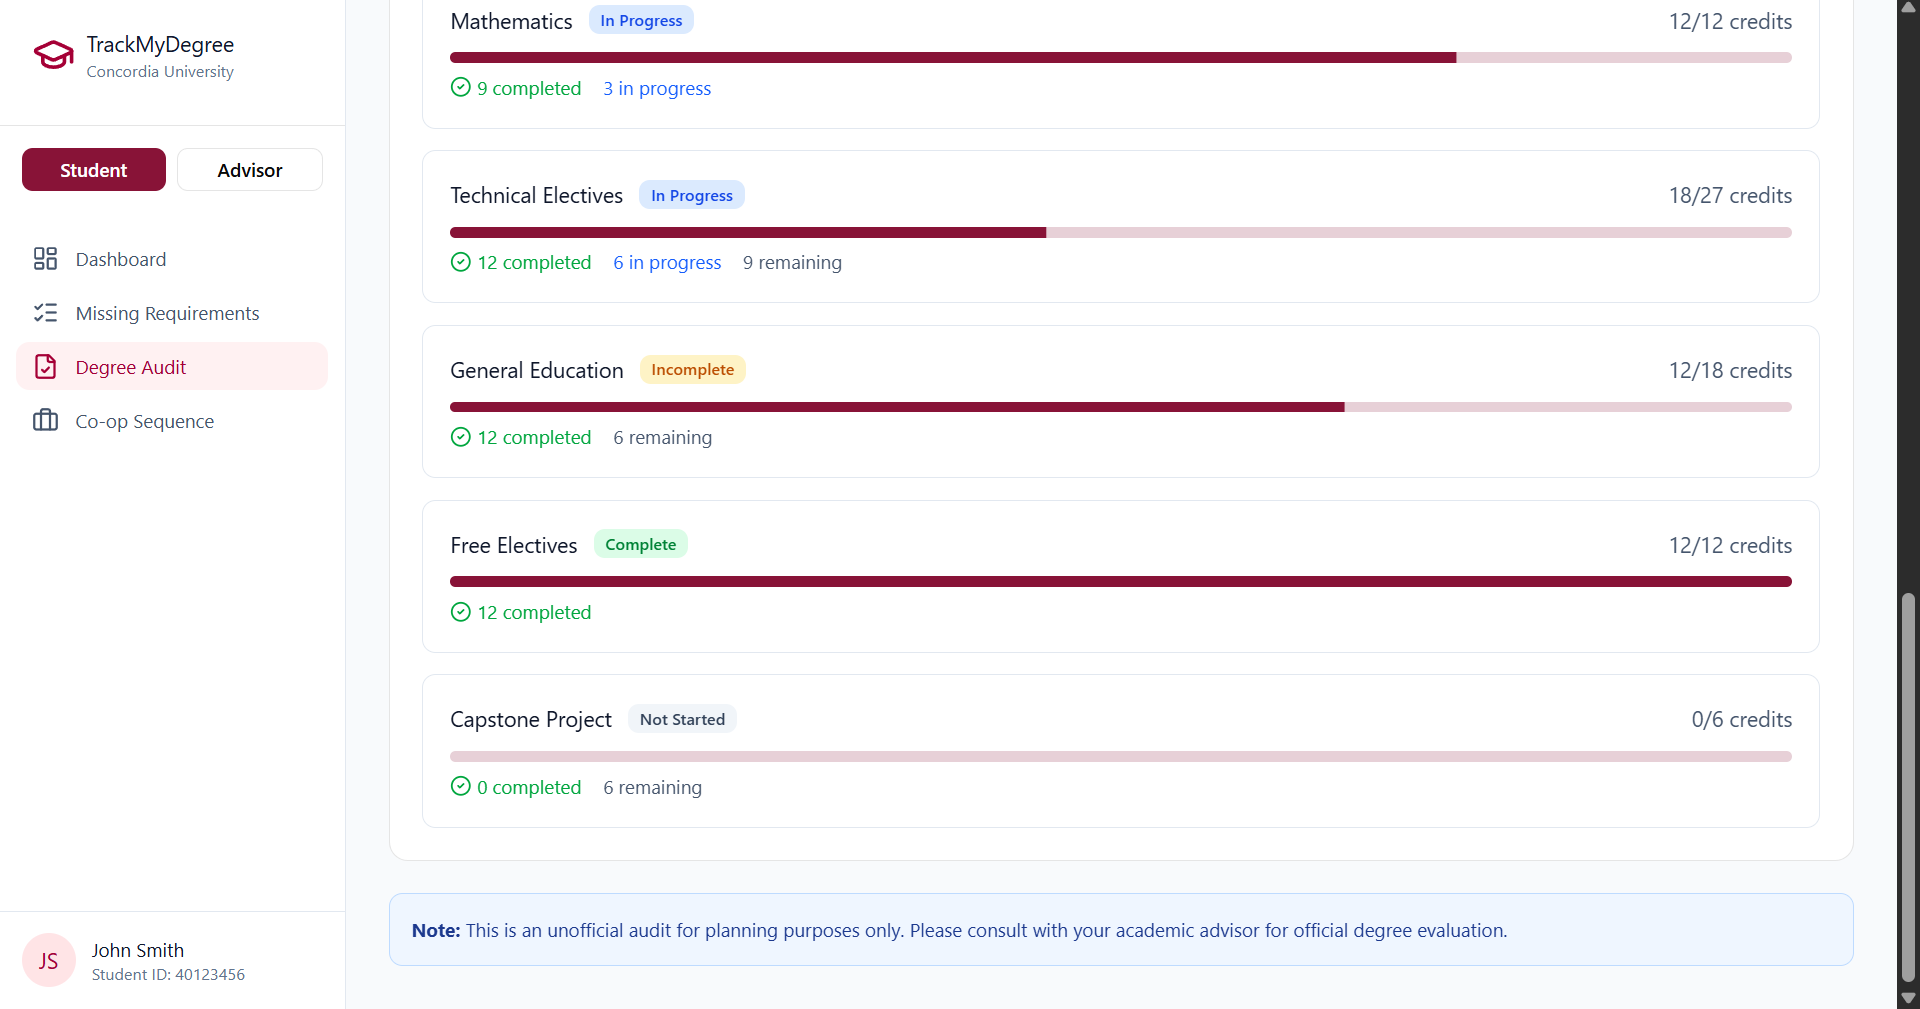 TrackMyDegree
Concordia University
Student
Advisor
Dashboard
Missing Requirements
Degree Audit
Co-op Sequence
JS
John Smith
Student ID: 40123456
Mathematics In Progress 12/12 credits
9 completed 3 in progress
Technical Electives In Progress 18/27 credits
12 completed 6 in progress 9 remaining
General Education Incomplete 12/18 credits
12 completed 6 remaining
Free Electives Complete 12/12 credits
12 completed
Capstone Project Not Started 0/6 credits
0 completed 6 remaining
Note: This is an unofficial audit for planning purposes only. Please consult with your academic advisor for official degree evaluation.